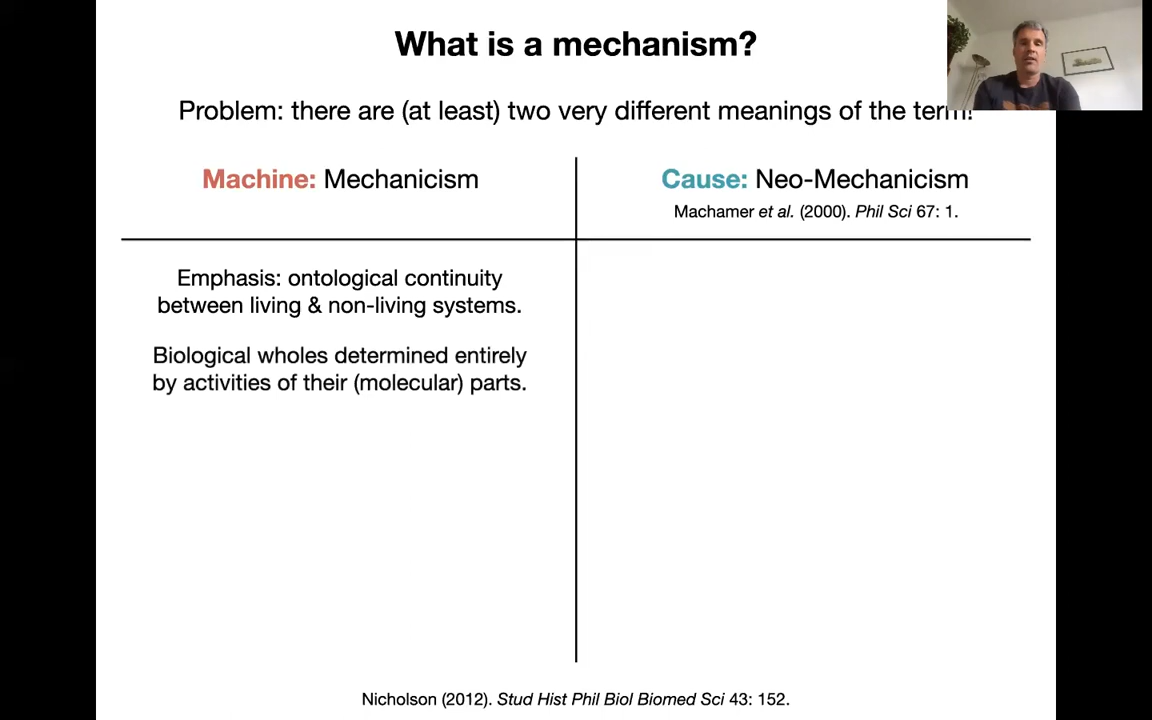 What is a mechanism?
Problem: there are (at least) two very different meanings of the term!
Machine: Mechanicism
Cause: Neo-Mechanicism
Machamer et al. (2000). Phil Sci 67: 1.
Emphasis: ontological continuity
between living & non-living systems.
Biological wholes determined entirely
by activities of their (molecular) parts.
Nicholson (2012). Stud Hist Phil Biol Biomed Sci 43: 152.